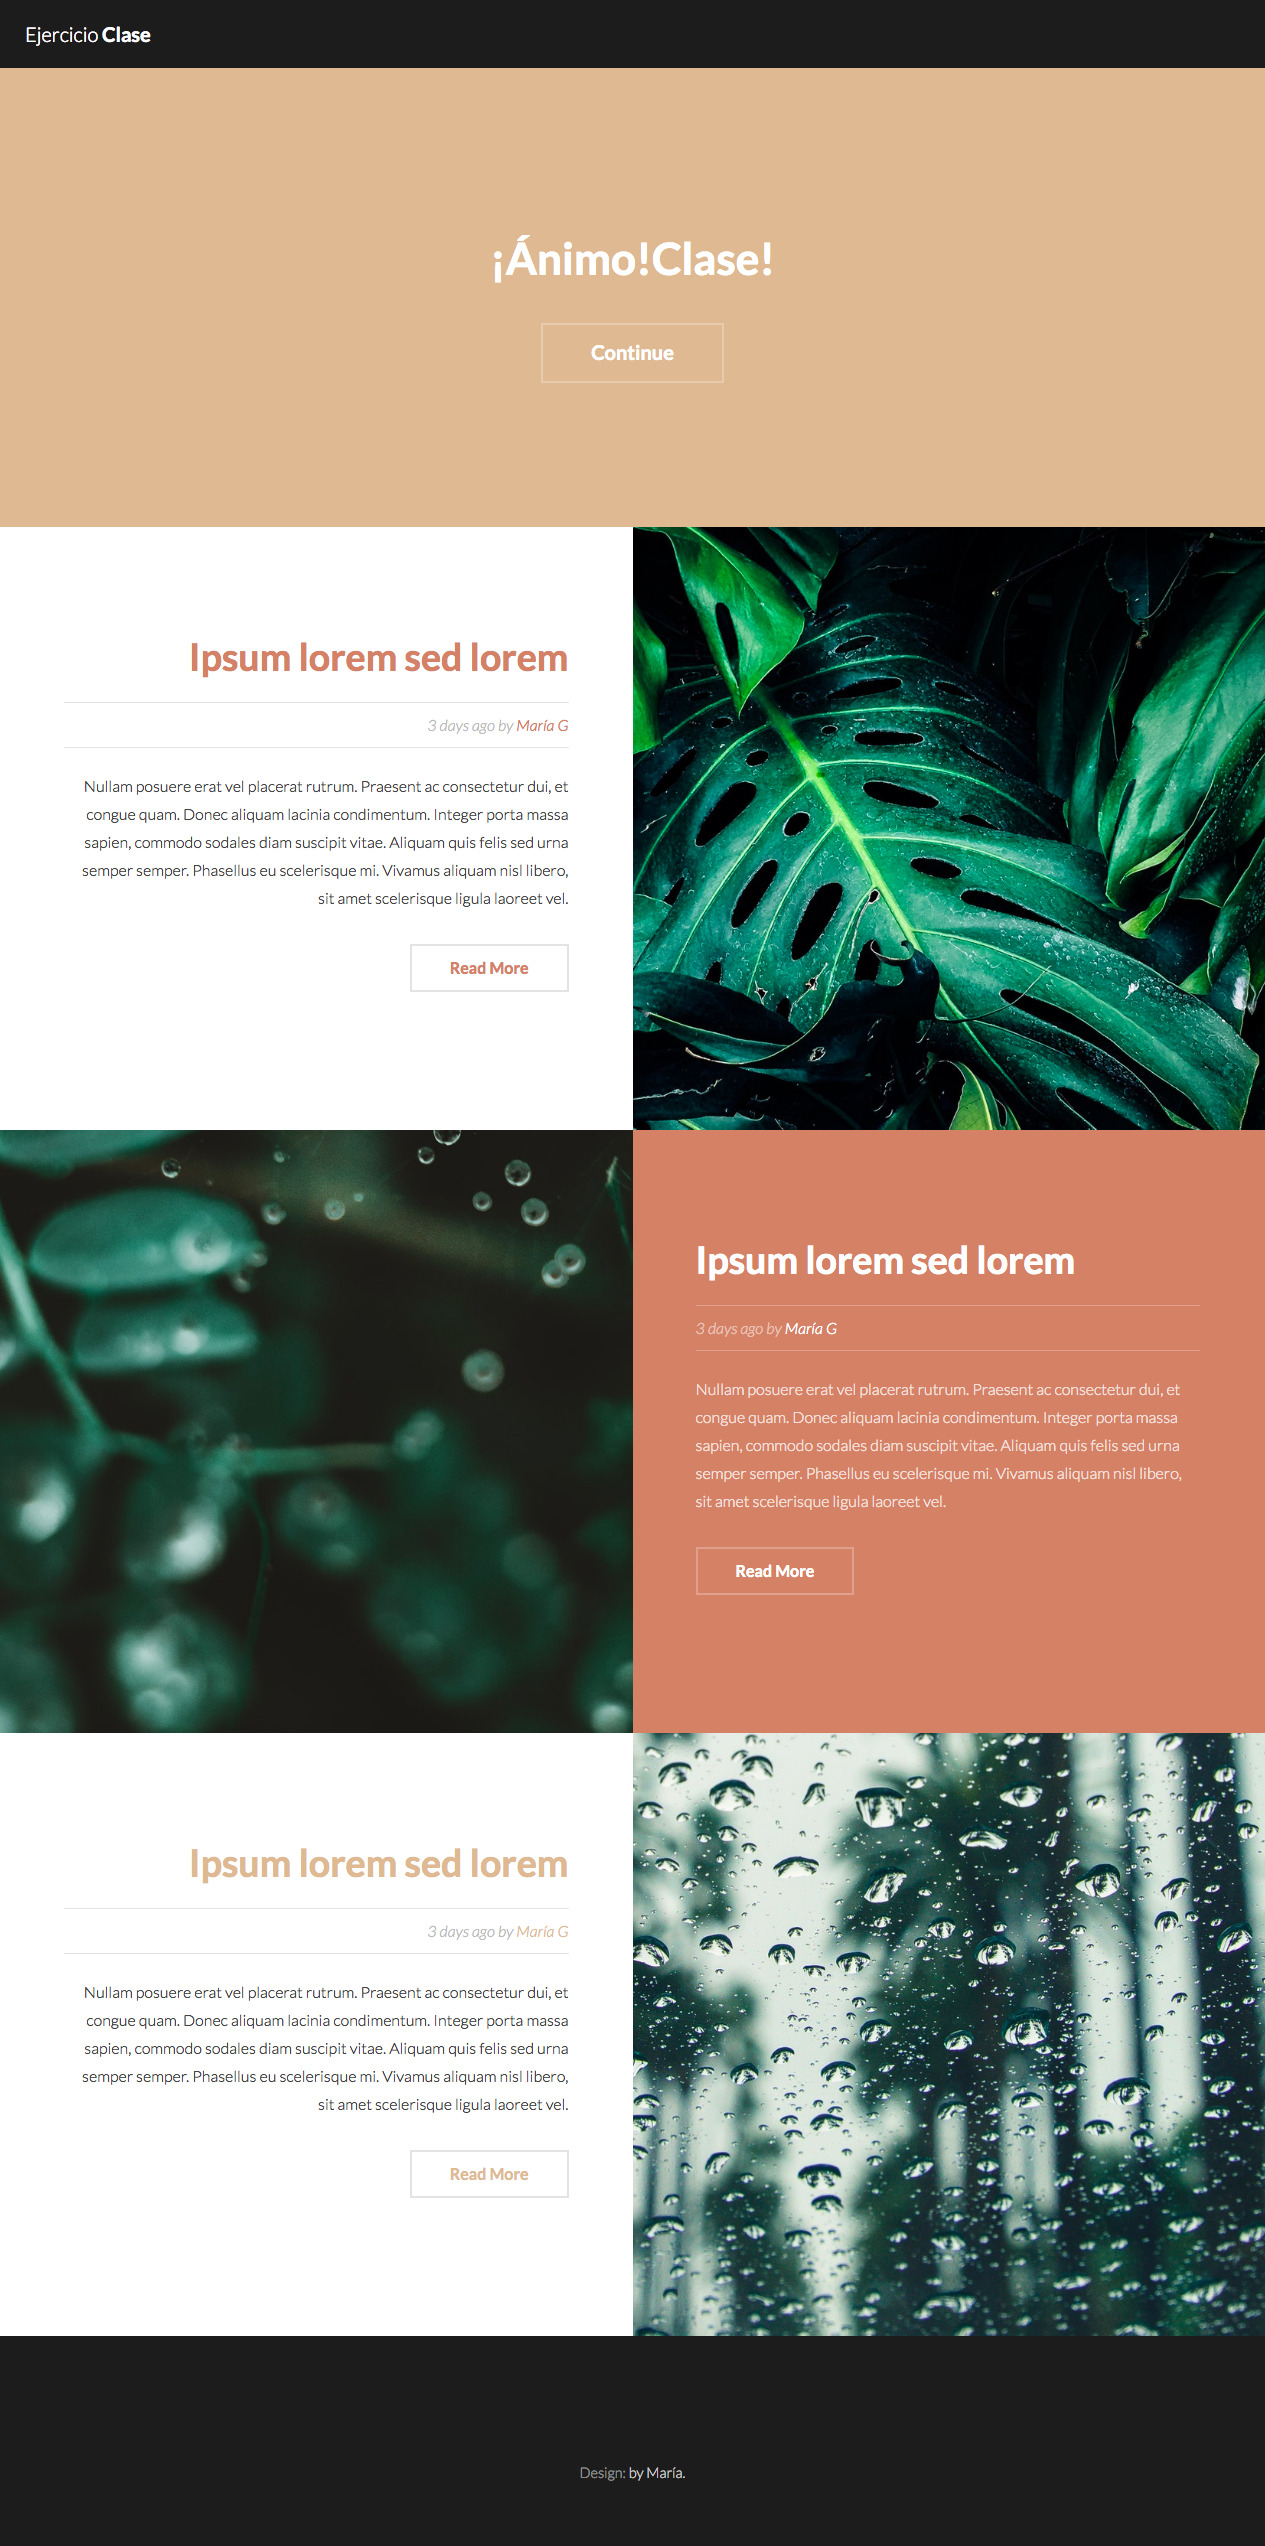 Ejercicio Clase
¡Ánimo!Clase!
Continue
Ipsum lorem sed lorem
3 days ago by María G
Nullam posuere erat vel placerat rutrum. Praesent ac consectetur dui, et
congue quam. Donec aliquam lacinia condimentum. Integer porta massa
sapien, commodo sodales diam suscipit vitae. Aliquam quis felis sed urna
semper semper. Phasellus eu scelerisque mi. Vivamus aliquam nisl libero,
sit amet scelerisque ligula laoreet vel.
Read More
Ipsum lorem sed lorem
3 days ago by María G
Nullam posuere erat vel placerat rutrum. Praesent ac consectetur dui, et
congue quam. Donec aliquam lacinia condimentum. Integer porta massa
sapien, commodo sodales diam suscipit vitae. Aliquam quis felis sed urna
semper semper. Phasellus eu scelerisque mi. Vivamus aliquam nisl libero,
sit amet scelerisque ligula laoreet vel.
Read More
Ipsum lorem sed lorem
3 days ago by María G
Nullam posuere erat vel placerat rutrum. Praesent ac consectetur dui, et
congue quam. Donec aliquam lacinia condimentum. Integer porta massa
sapien, commodo sodales diam suscipit vitae. Aliquam quis felis sed urna
semper semper. Phasellus eu scelerisque mi. Vivamus aliquam nisl libero,
sit amet scelerisque ligula laoreet vel.
Read More
Design: by María.